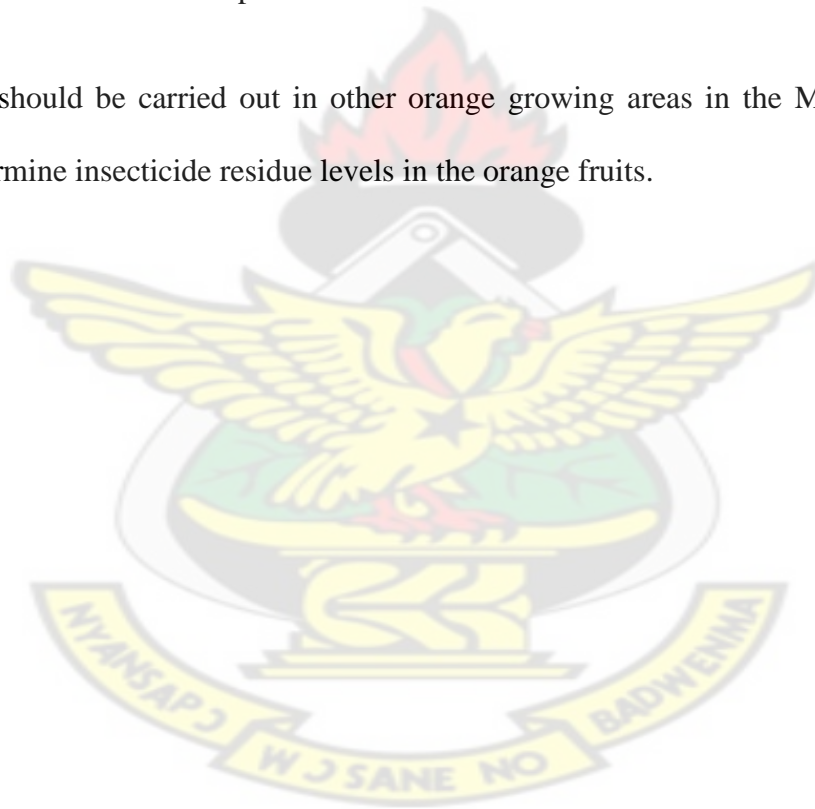 should be carried out in other orange growing areas in the M
rmine insecticide residue levels in the orange fruits.
NYANSAPƆ
WƆ SANE NO
BADWENMA